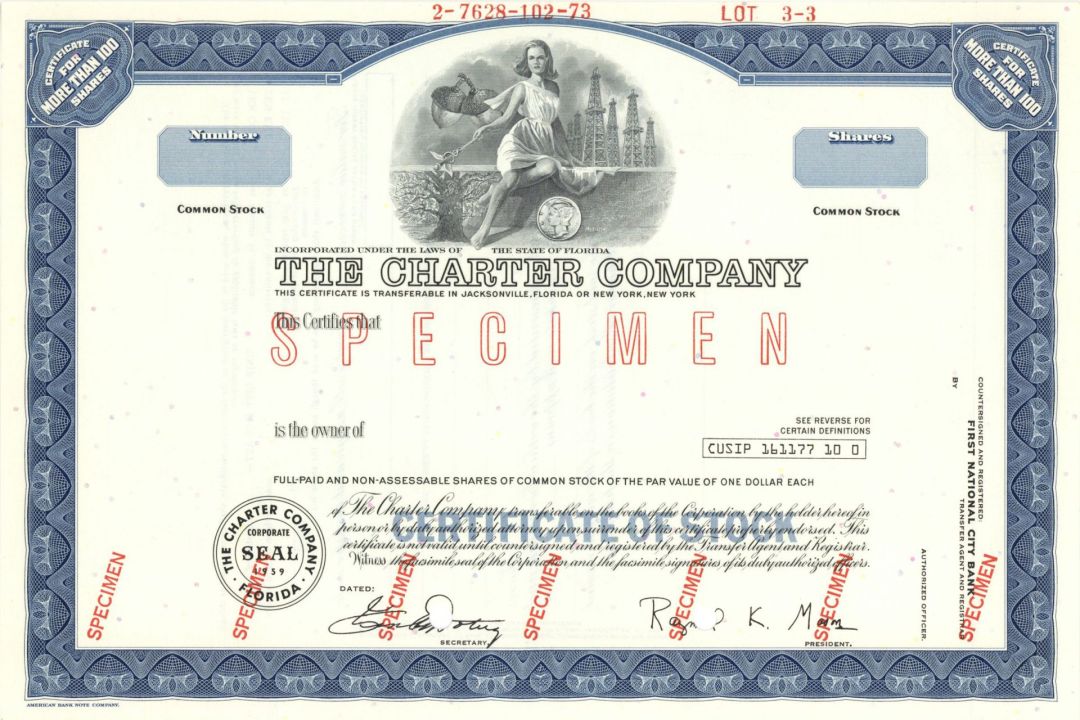 2-7628-102-73 LOT 3-3
CERTIFICATE
FOR
MORE THAN 100
SHARES
CERTIFICATE
FOR
MORE THAN 100
SHARES
Number
Shares
COMMON STOCK
COMMON STOCK
INCORPORATED UNDER THE LAWS OF THE STATE OF FLORIDA
THE CHARTER COMPANY
THIS CERTIFICATE IS TRANSFERABLE IN JACKSONVILLE, FLORIDA OR NEW YORK, NEW YORK
This Certifies that
SPECIMEN
is the owner of
SEE REVERSE FOR
CERTAIN DEFINITIONS
CUSIP 161177 10 0
FULL-PAID AND NON-ASSESSABLE SHARES OF COMMON STOCK OF THE PAR VALUE OF ONE DOLLAR EACH
CERTIFICATE OF STOCK
of The Charter Company, transferable on the books of the Corporation by the holder hereof in
person or by duly authorized attorney upon surrender of this certificate properly endorsed. This
certificate is not valid until countersigned and registered by the Transfer Agent and Registrar.
Witness the facsimile seal of the Corporation and the facsimile signatures of its duly authorized officers.
THE CHARTER COMPANY
CORPORATE
SEAL
1959
FLORIDA
DATED:
SECRETARY.
K. Mason
PRESIDENT.
COUNTERSIGNED AND REGISTERED:
FIRST NATIONAL CITY BANK
TRANSFER AGENT AND REGISTRAR
BY
AUTHORIZED OFFICER.
SPECIMEN
SPECIMEN
SPECIMEN
SPECIMEN
SPECIMEN
SPECIMEN
SPECIMEN
AMERICAN BANK NOTE COMPANY.